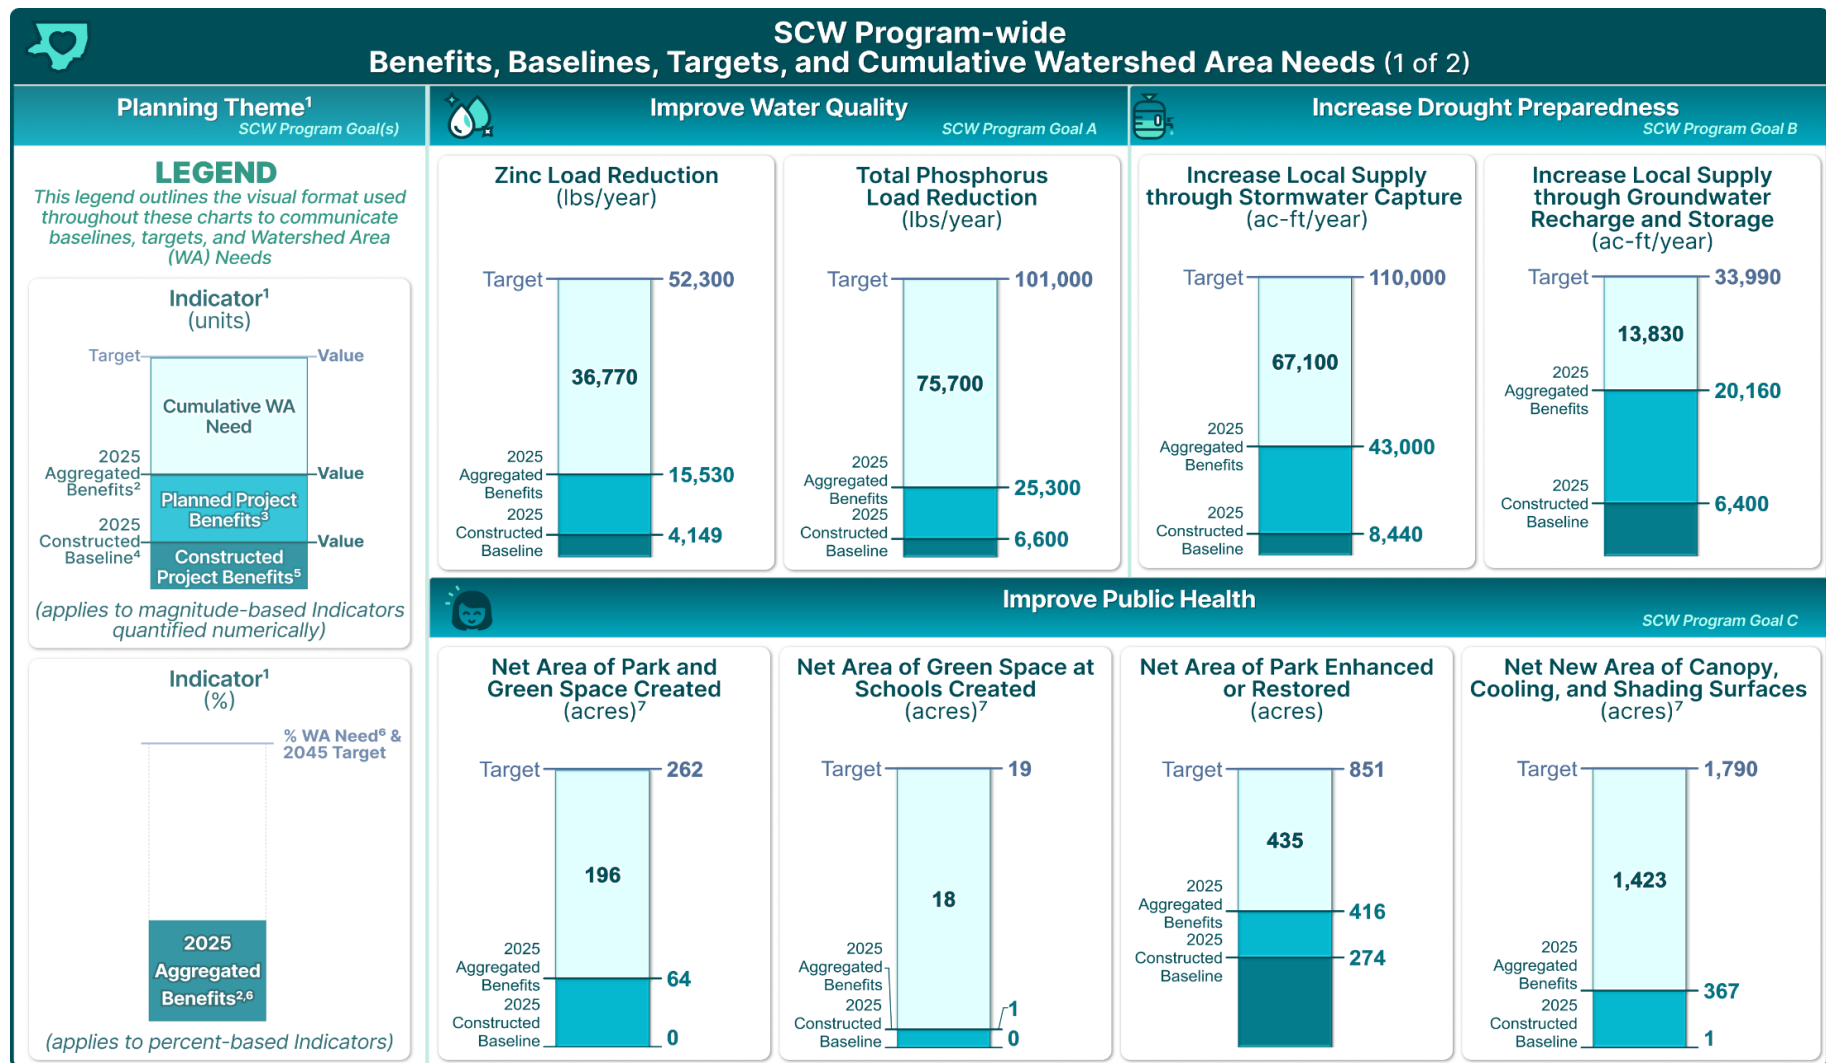 SCW Program-wide
Benefits, Baselines, Targets, and Cumulative Watershed Area Needs (1 of 2)
Planning Theme¹
SCW Program Goal(s)
LEGEND
This legend outlines the visual format used
throughout these charts to communicate
baselines, targets, and Watershed Area
(WA) Needs
Indicator¹
(units)
Target
Value
Cumulative WA
Need
2025
Aggregated
Benefits²
Value
Planned Project
Benefits³
2025
Constructed
Baseline⁴
Value
Constructed
Project Benefits⁵
(applies to magnitude-based Indicators
quantified numerically)
Indicator¹
(%)
% WA Need⁶ &
2045 Target
2025
Aggregated
Benefits²,⁶
(applies to percent-based Indicators)
Improve Water Quality
SCW Program Goal A
Zinc Load Reduction
(lbs/year)
Target
52,300
36,770
2025
Aggregated
Benefits
15,530
2025
Constructed
Baseline
4,149
Total Phosphorus
Load Reduction
(lbs/year)
Target
101,000
75,700
2025
Aggregated
Benefits
25,300
2025
Constructed
Baseline
6,600
Increase Drought Preparedness
SCW Program Goal B
Increase Local Supply
through Stormwater Capture
(ac-ft/year)
Target
110,000
67,100
2025
Aggregated
Benefits
43,000
2025
Constructed
Baseline
8,440
Increase Local Supply
through Groundwater
Recharge and Storage
(ac-ft/year)
Target
33,990
13,830
2025
Aggregated
Benefits
20,160
2025
Constructed
Baseline
6,400
Improve Public Health
SCW Program Goal C
Net Area of Park and
Green Space Created
(acres)⁷
Target
262
196
2025
Aggregated
Benefits
64
2025
Constructed
Baseline
0
Net Area of Green Space at
Schools Created
(acres)⁷
Target
19
18
2025
Aggregated
Benefits
1
2025
Constructed
Baseline
0
Net Area of Park Enhanced
or Restored
(acres)
Target
851
435
2025
Aggregated
Benefits
416
2025
Constructed
Baseline
274
Net New Area of Canopy,
Cooling, and Shading Surfaces
(acres)⁷
Target
1,790
1,423
2025
Aggregated
Benefits
367
2025
Constructed
Baseline
1